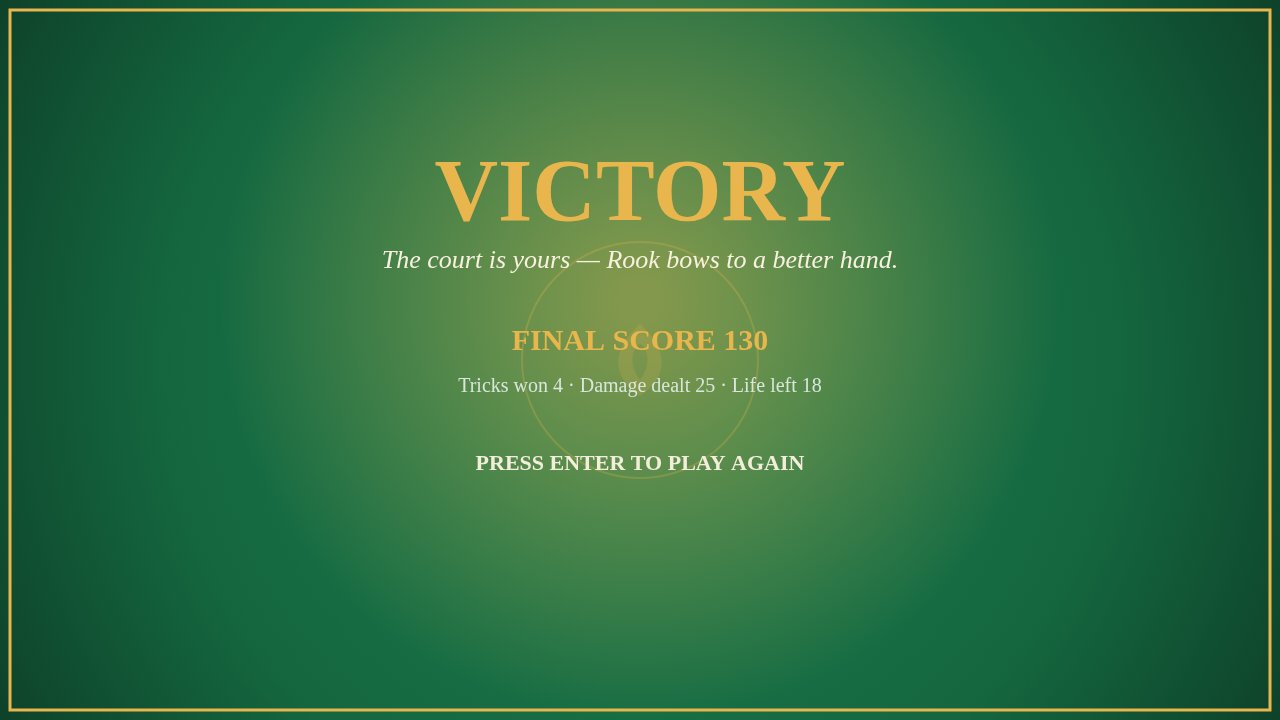 VICTORY
The court is yours — Rook bows to a better hand.
FINAL SCORE 130
Tricks won 4 · Damage dealt 25 · Life left 18
PRESS ENTER TO PLAY AGAIN